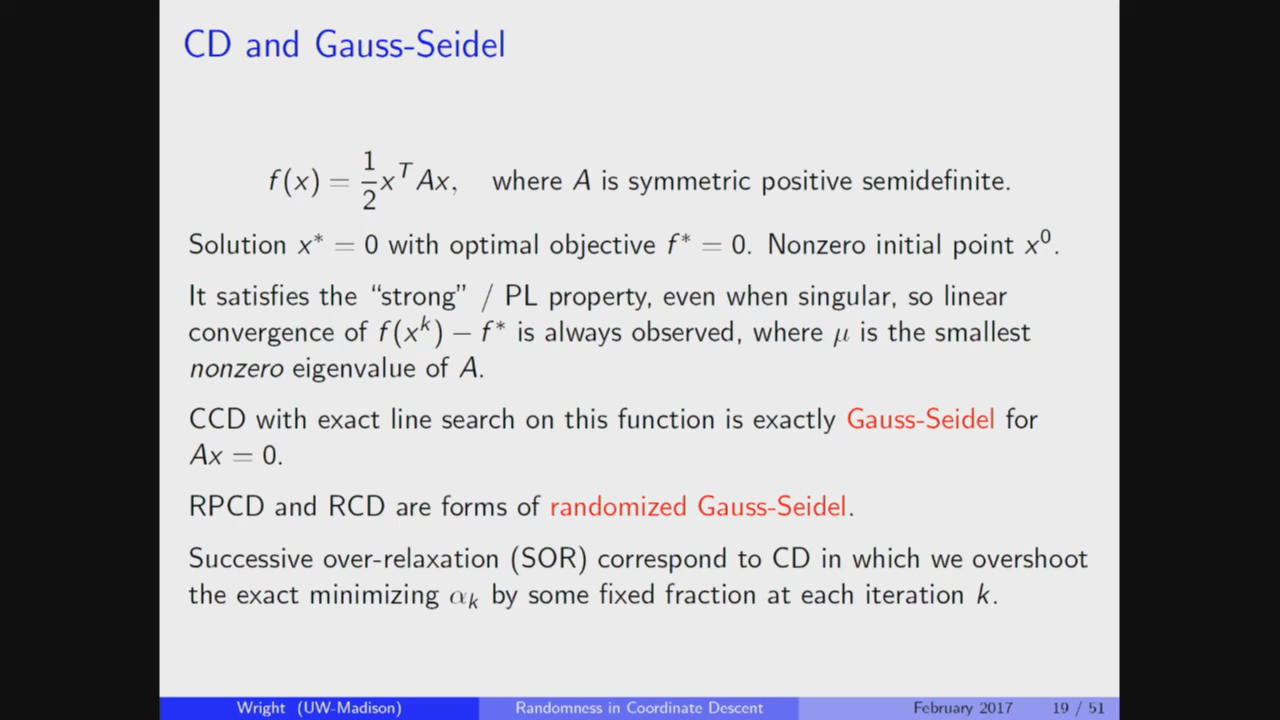 CD and Gauss-Seidel
f(x) = 1/2 xᵀAx, where A is symmetric positive semidefinite.
Solution x* = 0 with optimal objective f* = 0. Nonzero initial point x⁰.
It satisfies the “strong” / PL property, even when singular, so linear
convergence of f(xᵏ) − f* is always observed, where μ is the smallest
nonzero eigenvalue of A.
CCD with exact line search on this function is exactly Gauss-Seidel for
Ax = 0.
RPCD and RCD are forms of randomized Gauss-Seidel.
Successive over-relaxation (SOR) correspond to CD in which we overshoot
the exact minimizing αₖ by some fixed fraction at each iteration k.
Wright (UW-Madison) Randomness in Coordinate Descent February 2017 19 / 51